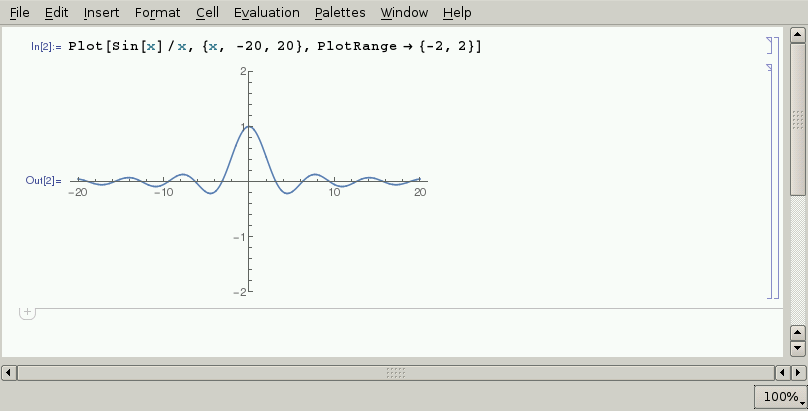 File Edit Insert Format Cell Evaluation Palettes Window Help
In[2]:= Plot[Sin[x]/x, {x, -20, 20}, PlotRange → {-2, 2}]
2
1
Out[2]=
-20 -10 10 20
-1
-2
+
100%